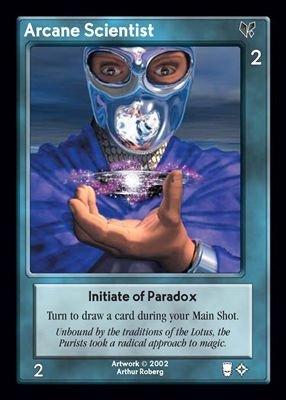 Arcane Scientist
2
Initiate of Paradox
Turn to draw a card during your Main Shot.
Unbound by the traditions of the Lotus, the
Purists took a radical approach to magic.
Artwork © 2002
Arthur Roberg
2